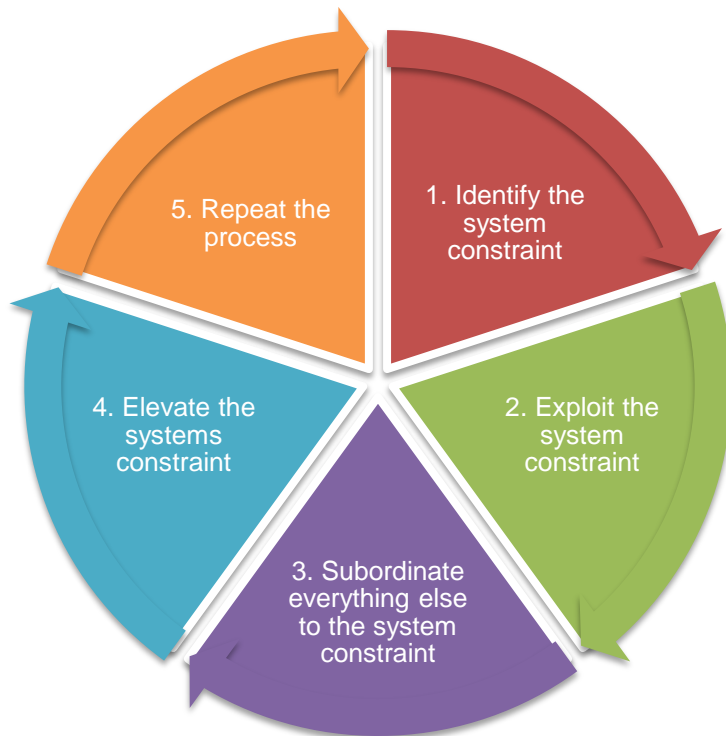 1. Identify the
system
constraint
2. Exploit the
system
constraint
3. Subordinate
everything else
to the system
constraint
4. Elevate the
systems
constraint
5. Repeat the
process